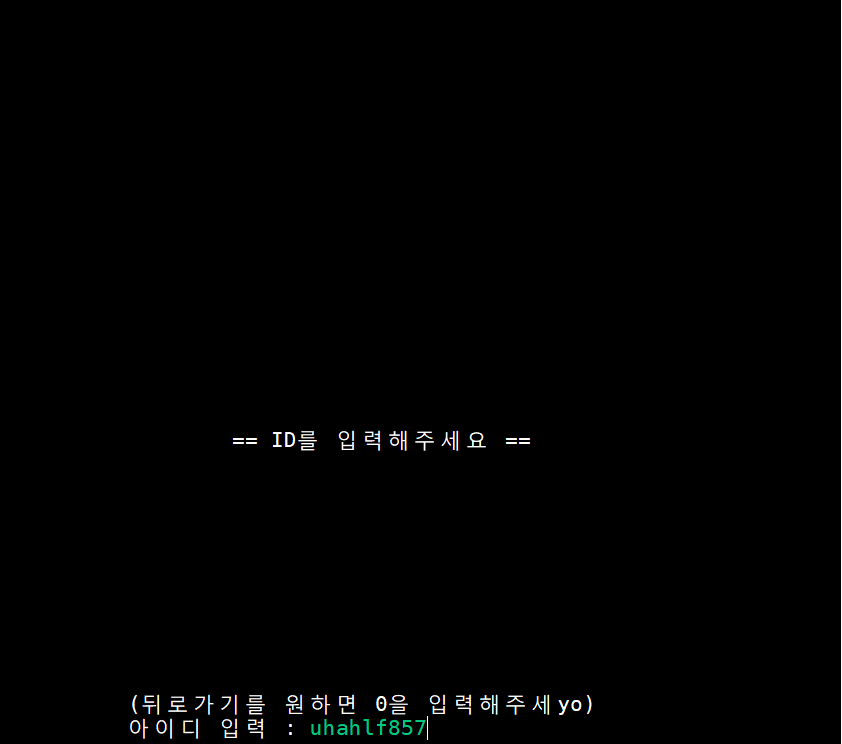 == ID를 입력해주세요 ==
(뒤로가기를 원하면 0을 입력해주세yo)
아이디 입력 : uhahlf857